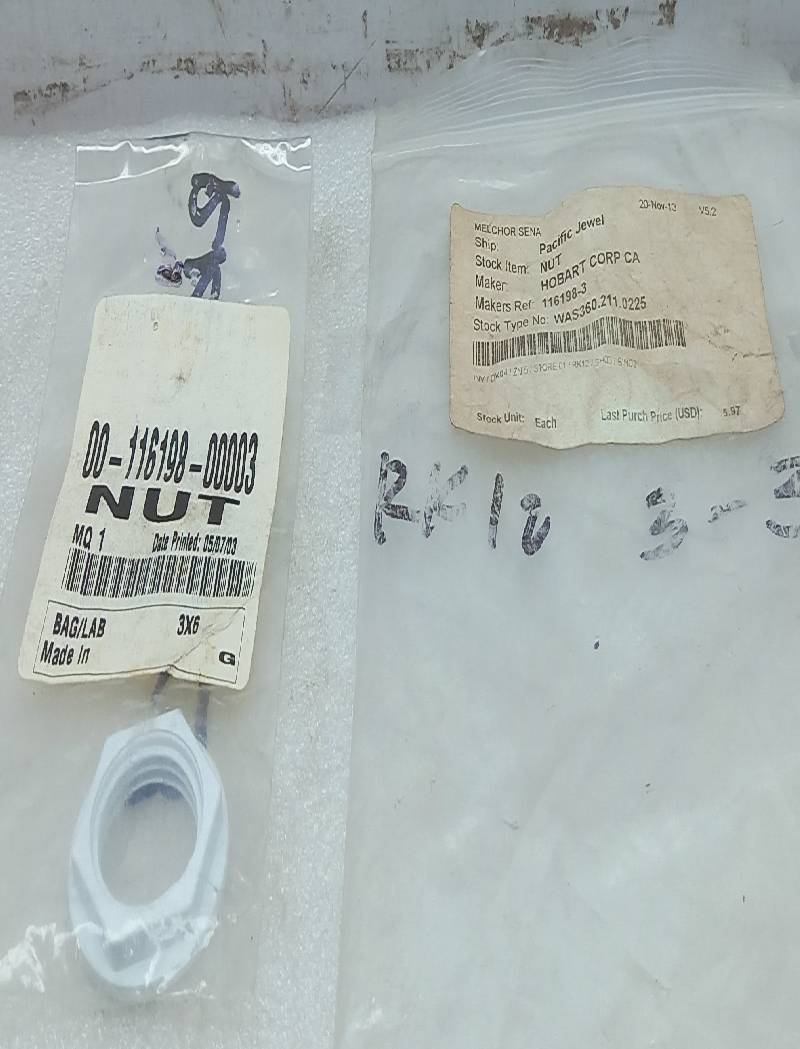 00-116198-00003
NUT
MQ 1 Date Printed: 05/07/03
BAG/LAB 3X6
Made In G
20-Nov-13 V5.2
MELCHOR SENA
Ship: Pacific Jewel
Stock Item: NUT
Maker: HOBART CORP CA
Makers Ref: 116198-3
Stock Type No: WAS360.211.0225
Stock Unit: Each Last Purch Price (USD): 5.97
3-3